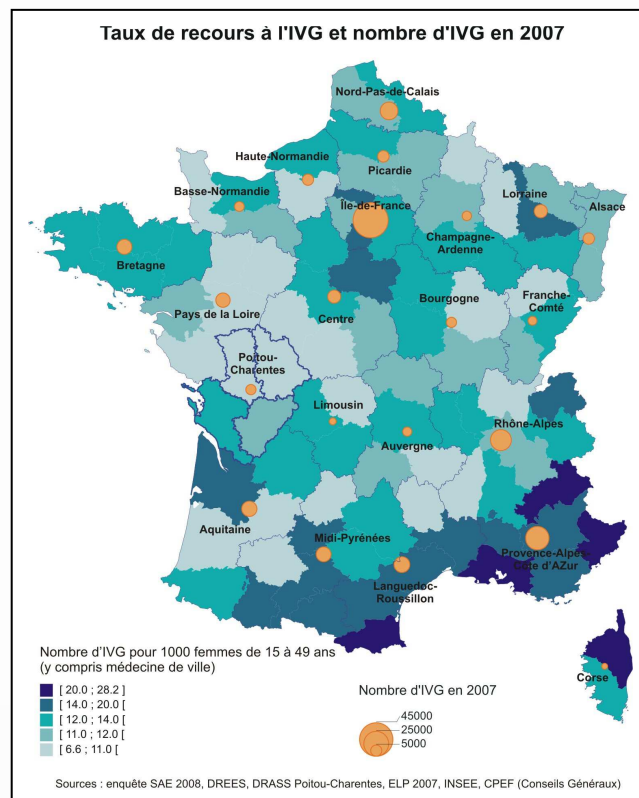 Taux de recours à l'IVG et nombre d'IVG en 2007
Nord-Pas-de-Calais
Haute-Normandie
Picardie
Basse-Normandie
Île-de-France
Lorraine
Alsace
Champagne-
Ardenne
Bretagne
Pays de la Loire
Centre
Bourgogne
Franche-
Comté
Poitou-
Charentes
Limousin
Auvergne
Rhône-Alpes
Aquitaine
Midi-Pyrénées
Provence-Alpes-
Côte d'AZur
Languedoc-
Roussillon
Corse
Nombre d'IVG pour 1000 femmes de 15 à 49 ans
(y compris médecine de ville)
[ 20.0 ; 28.2 ]
[ 14.0 ; 20.0 [
[ 12.0 ; 14.0 [
[ 11.0 ; 12.0 [
[ 6.6 ; 11.0 [
Nombre d'IVG en 2007
45000
25000
5000
Sources : enquête SAE 2008, DREES, DRASS Poitou-Charentes, ELP 2007, INSEE, CPEF (Conseils Généraux)